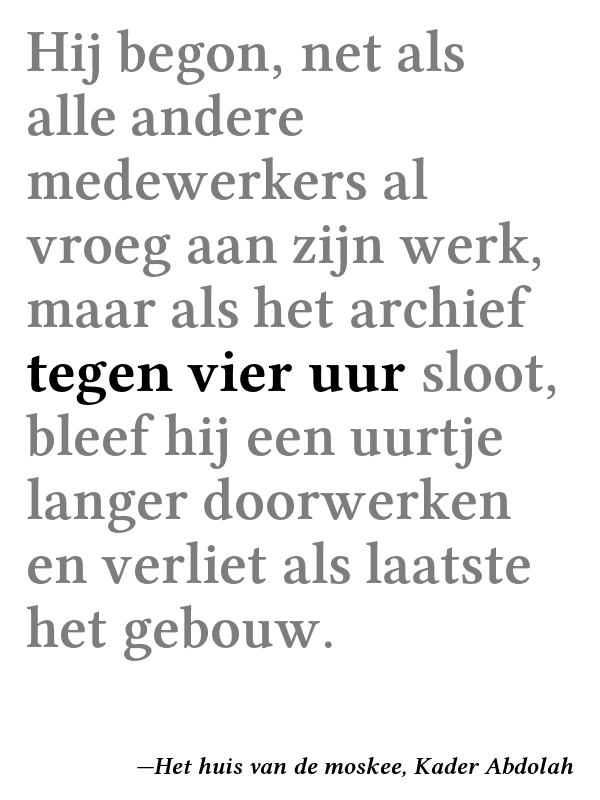 Hij begon, net als
alle andere
medewerkers al
vroeg aan zijn werk,
maar als het archief
tegen vier uur sloot,
bleef hij een uurtje
langer doorwerken
en verliet als laatste
het gebouw.
—Het huis van de moskee, Kader Abdolah